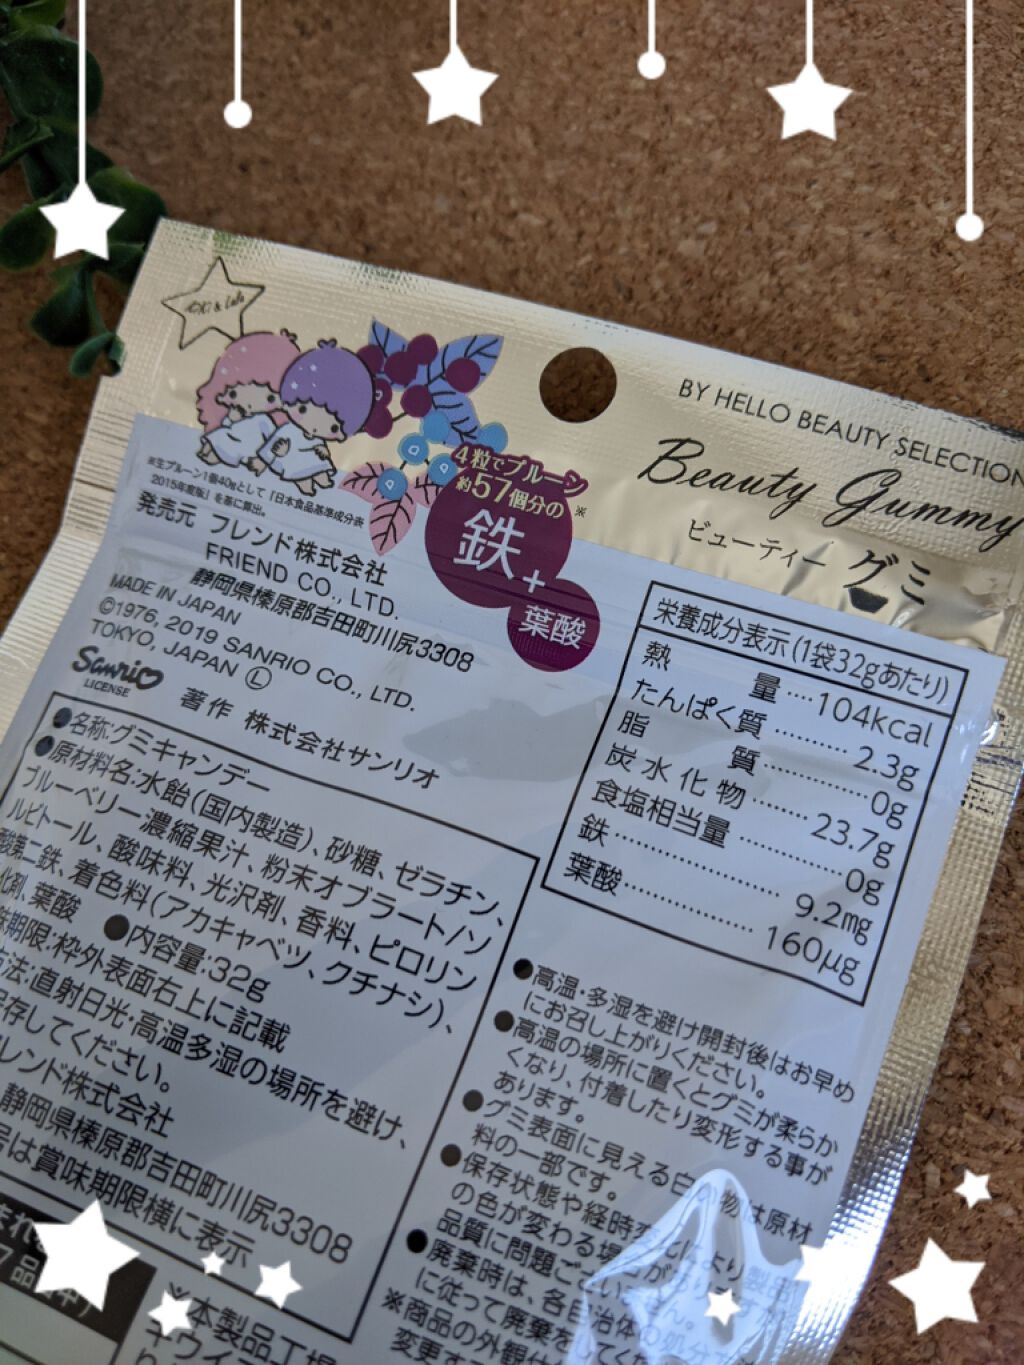 Kiki & Lala
BY HELLO BEAUTY SELECTION
Beauty Gummy
ビューティーグミ
4粒でプルーン
約57個分の※
鉄+
葉酸
※生プルーン1個40gとして「日本食品基準成分表
2015年度版」を基に算出。
発売元 フレンド株式会社
FRIEND CO., LTD.
静岡県榛原郡吉田町川尻3308
MADE IN JAPAN
©1976, 2019 SANRIO CO., LTD.
TOKYO, JAPAN Ⓛ
Sanrio
LICENSE
著作 株式会社サンリオ
●名称:グミキャンデー
●原材料名:水飴(国内製造)、砂糖、ゼラチン、
ブルーベリー濃縮果汁、粉末オブラート/ソ
ルビトール、酸味料、光沢剤、香料、ピロリン
酸第二鉄、着色料(アカキャベツ、クチナシ)、
化剤、葉酸 ●内容量:32g
期限:枠外表面右上に記載
法:直射日光・高温多湿の場所を避け、
保存してください。
レンド株式会社
静岡県榛原郡吉田町川尻3308
号は賞味期限横に表示
栄養成分表示(1袋32gあたり)
熱量····104kcal
たんぱく質··········2.3g
脂質··············0g
炭水化物·······23.7g
食塩相当量········0g
鉄··················9.2mg
葉酸··············160μg
●高温・多湿を避け開封後はお早め
にお召し上がりください。
●高温の場所に置くとグミが柔らか
くなり、付着したり変形する事が
あります。
●グミ表面に見える白い物は原材
料の一部です。
●保存状態や経時
の色が変わる場
品質に問題ござい
●廃棄時は、各自治体の
に従って廃棄を
※商品の外観仕
変更す
※本製品工場
キウイ